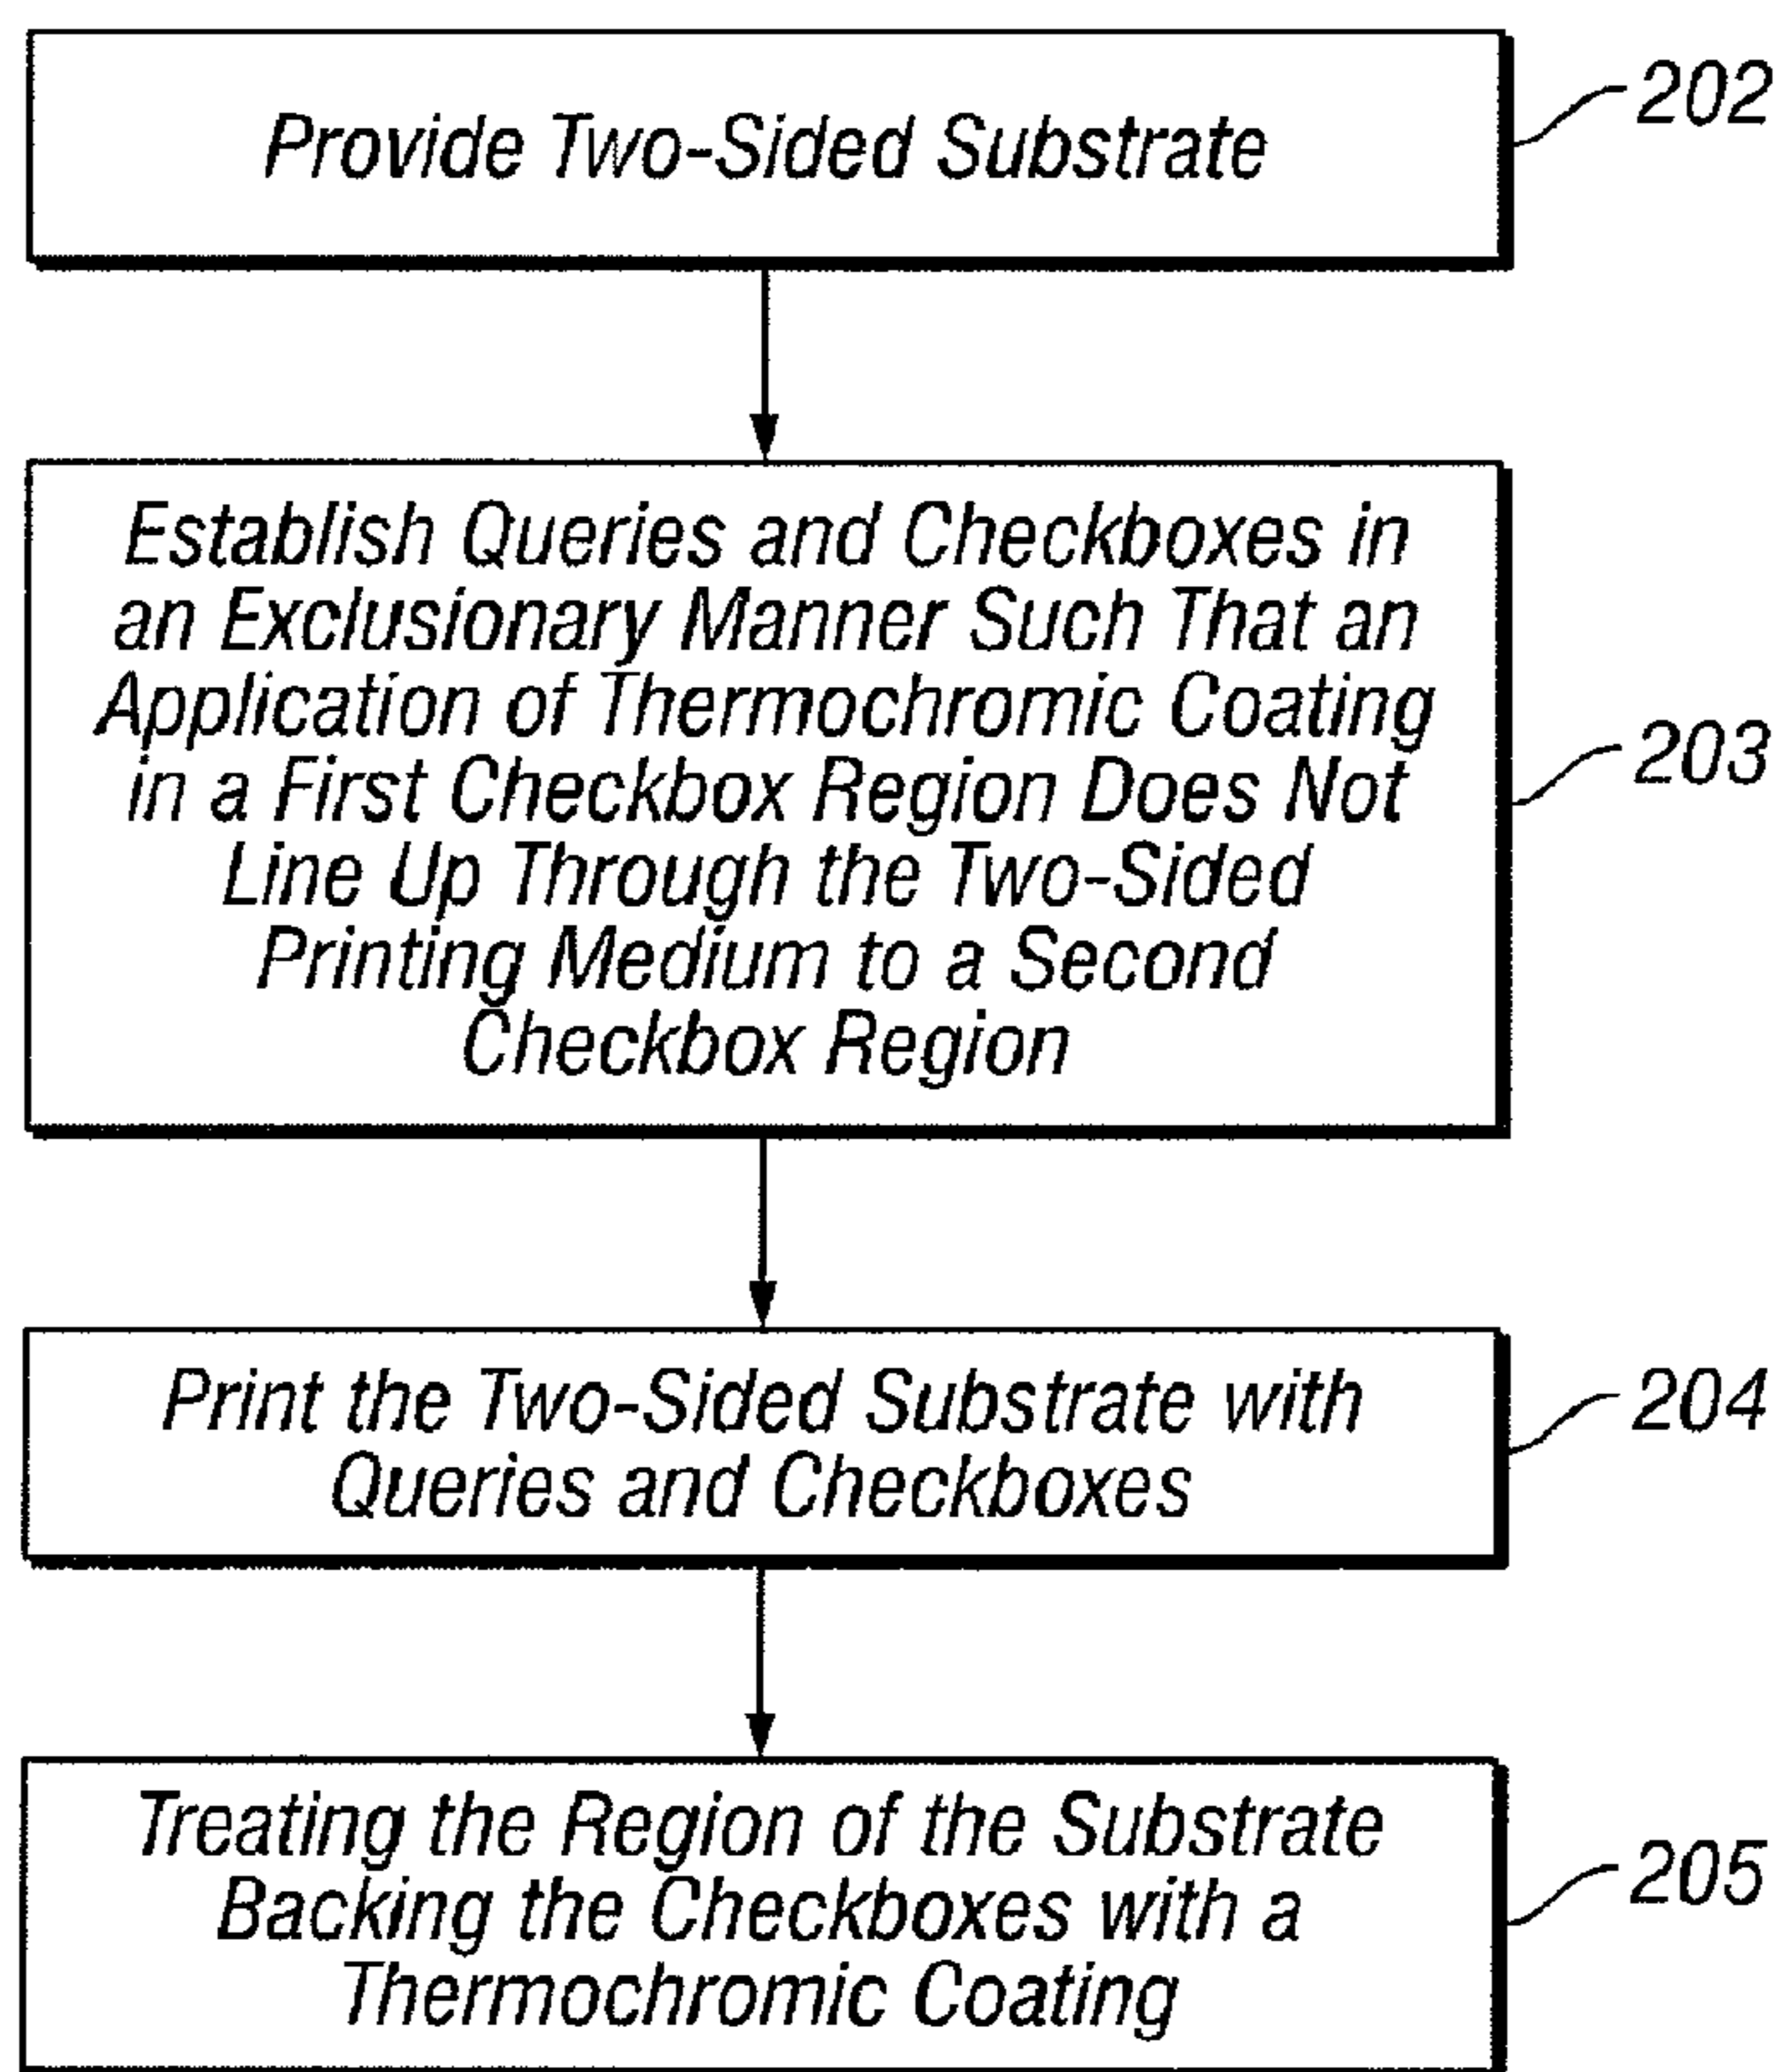 Provide Two-Sided Substrate
202
Establish Queries and Checkboxes in
an Exclusionary Manner Such That an
Application of Thermochromic Coating
in a First Checkbox Region Does Not
Line Up Through the Two-Sided
Printing Medium to a Second
Checkbox Region
203
Print the Two-Sided Substrate with
Queries and Checkboxes
204
Treating the Region of the Substrate
Backing the Checkboxes with a
Thermochromic Coating
205